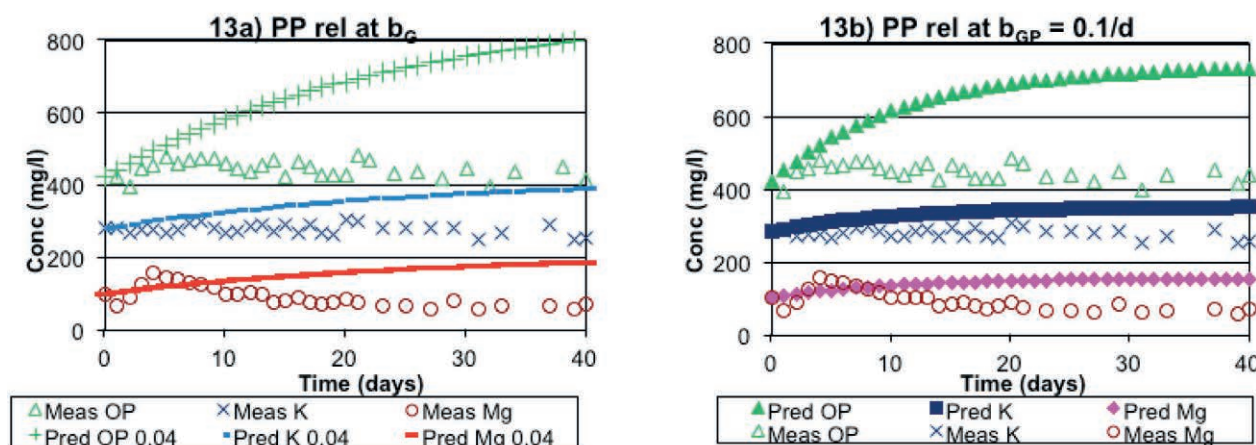 13a) PP rel at bG
800
600
400
200
0
Conc (mg/l)
0
10
20
30
40
Time (days)
Meas OP
Meas K
Meas Mg
Pred OP 0.04
Pred K 0.04
Pred Mg 0.04
13b) PP rel at bGP = 0.1/d
800
600
400
200
0
Conc (mg/l)
0
10
20
30
40
Time (days)
Pred OP
Pred K
Pred Mg
Meas OP
Meas K
Meas Mg